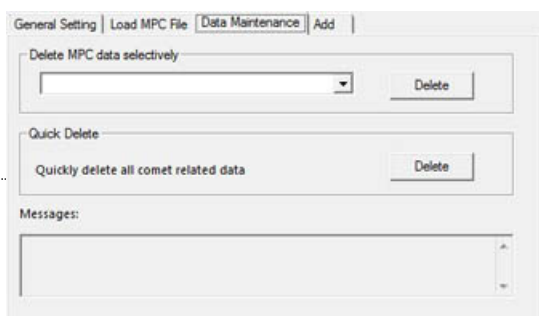 General Setting Load MPC File Data Maintenance Add
Delete MPC data selectively
Delete
Quick Delete
Quickly delete all comet related data Delete
Messages: